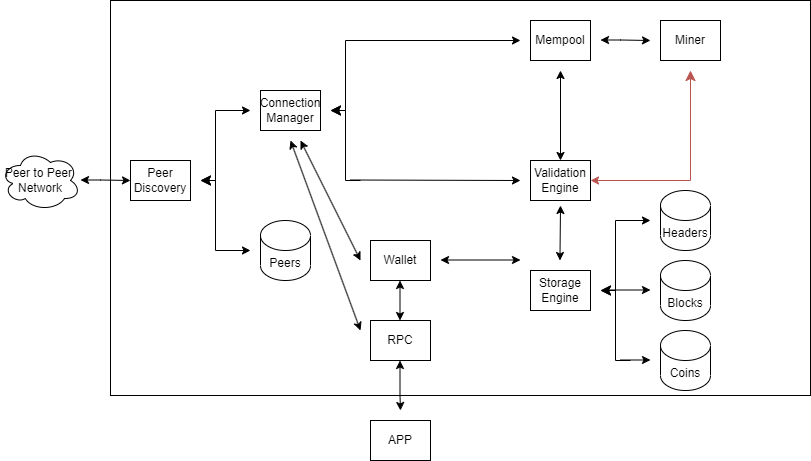 Mempool
Miner
Connection
Manager
Peer to Peer
Network
Peer
Discovery
Validation
Engine
Headers
Peers
Wallet
Storage
Engine
Blocks
RPC
Coins
APP